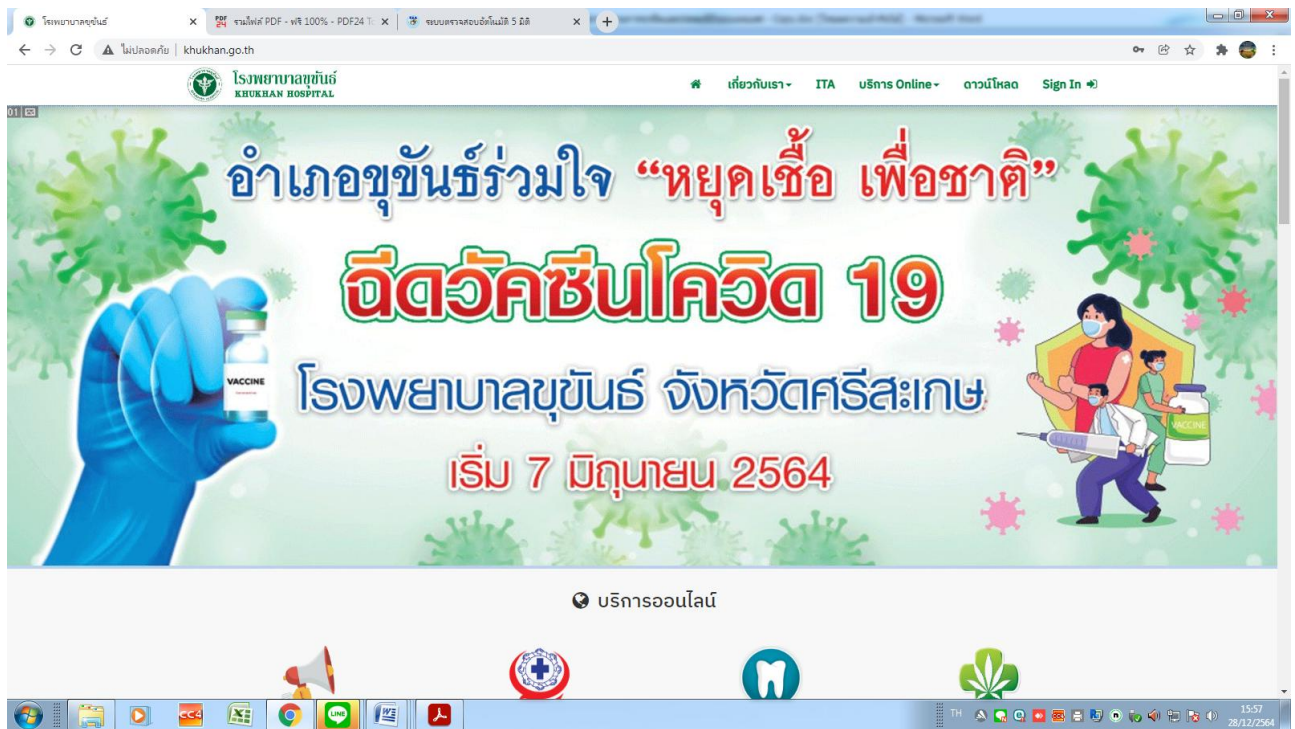 โรงพยาบาลขุขันธ์
รวมไฟล์ PDF - ฟรี 100% - PDF24 To
ระบบตรวจสอบอัตโนมัติ 5 มิติ
ไม่ปลอดภัย | khukhan.go.th
โรงพยาบาลขุขันธ์
KHUKHAN HOSPITAL
เกี่ยวกับเรา
ITA
บริการ Online
ดาวน์โหลด
Sign In
01
อำเภอขุขันธ์ร่วมใจ “หยุดเชื้อ เพื่อชาติ”
ฉีดวัคซีนโควิด 19
VACCINE
โรงพยาบาลขุขันธ์ จังหวัดศรีสะเกษ
VACCINE
เริ่ม 7 มิถุนายน 2564
บริการออนไลน์
CC4
LINE
TH
15:57
28/12/2564